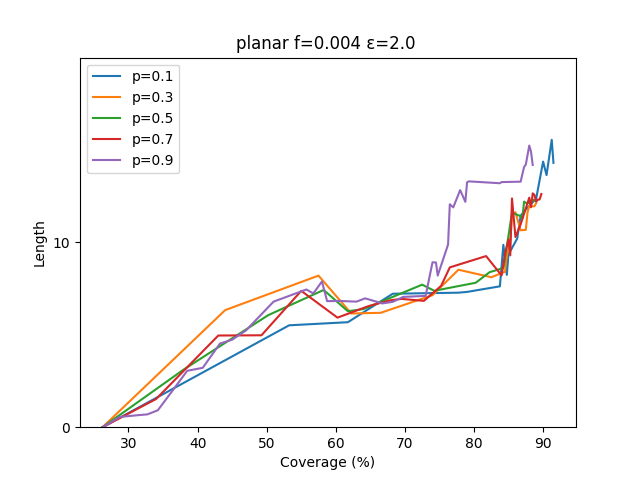 planar f=0.004 ε=2.0
p=0.1
p=0.3
p=0.5
p=0.7
p=0.9
Length
10
0
30 40 50 60 70 80 90
Coverage (%)